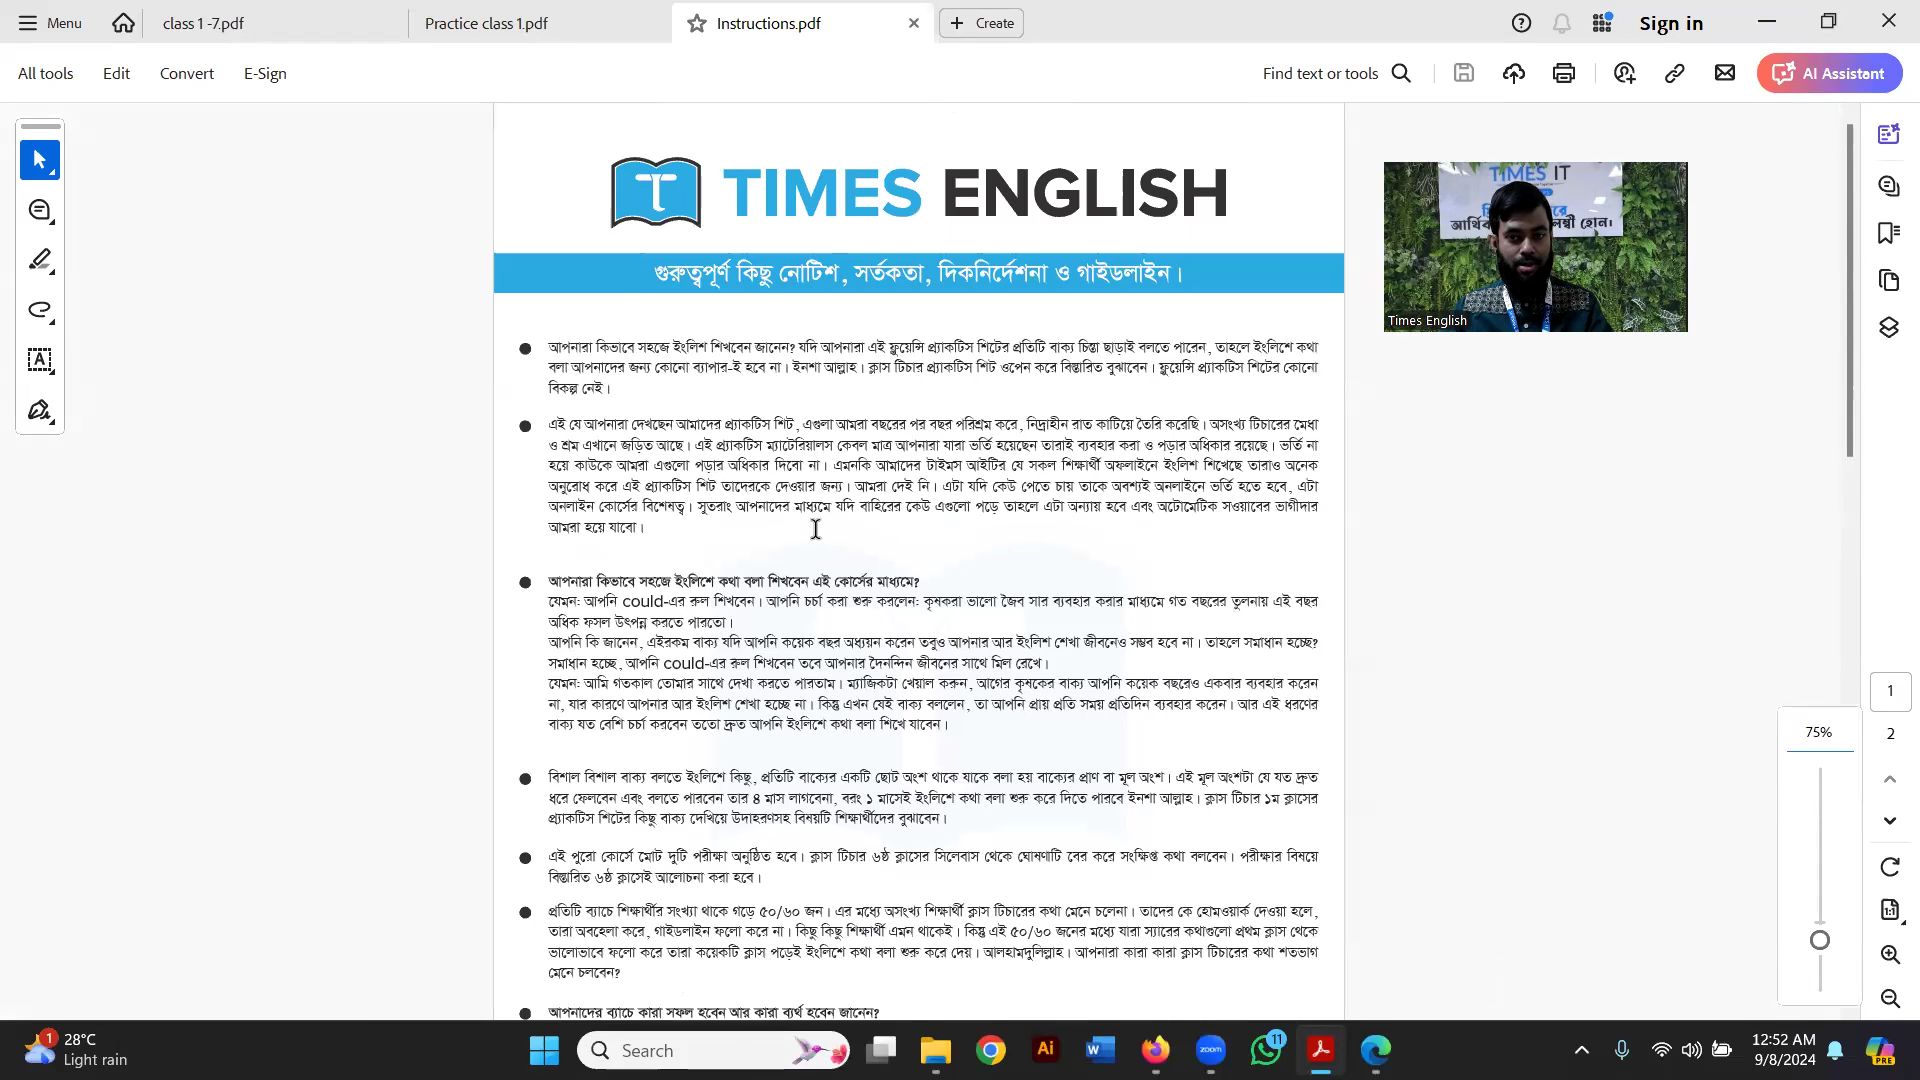 Menu
class 1 -7.pdf
Practice class 1.pdf
Instructions.pdf
Create
Sign in
All tools
Edit
Convert
E-Sign
Find text or tools
AI Assistant
TIMES ENGLISH
গুরুত্বপূর্ণ কিছু নোটিশ, সর্তকতা, দিকনির্দেশনা ও গাইডলাইন।
TIMES IT
আর্থিক
লম্বী হোন।
Times English
আপনারা কিভাবে সহজে ইংলিশ শিখবেন জানেন? যদি আপনারা এই ফ্লুয়েন্সি প্র্যাকটিস শিটের প্রতিটি বাক্য চিন্তা ছাড়াই বলতে পারেন, তাহলে ইংলিশে কথা
বলা আপনাদের জন্য কোনো ব্যাপার-ই হবে না। ইনশা আল্লাহ। ক্লাস টিচার প্র্যাকটিস শিট ওপেন করে বিস্তারিত বুঝাবেন। ফ্লুয়েন্সি প্র্যাকটিস শিটের কোনো
বিকল্প নেই।
এই যে আপনারা দেখছেন আমাদের প্র্যাকটিস শিট, এগুলা আমরা বছরের পর বছর পরিশ্রম করে, নিদ্রাহীন রাত কাটিয়ে তৈরি করেছি। অসংখ্য টিচারের মেধা
ও শ্রম এখানে জড়িত আছে। এই প্র্যাকটিস ম্যাটেরিয়ালস কেবল মাত্র আপনারা যারা ভর্তি হয়েছেন তারাই ব্যবহার করা ও পড়ার অধিকার রয়েছে। ভর্তি না
হয়ে কাউকে আমরা এগুলো পড়ার অধিকার দিবো না। এমনকি আমাদের টাইমস আইটির যে সকল শিক্ষার্থী অফলাইনে ইংলিশ শিখেছে তারাও অনেক
অনুরোধ করে এই প্র্যাকটিস শিট তাদেরকে দেওয়ার জন্য। আমরা দেই নি। এটা যদি কেউ পেতে চায় তাকে অবশ্যই অনলাইনে ভর্তি হতে হবে, এটা
অনলাইন কোর্সের বিশেষত্ব। সুতরাং আপনাদের মাধ্যমে যদি বাহিরের কেউ এগুলো পড়ে তাহলে এটা অন্যায় হবে এবং অটোমেটিক সওয়াবের ভাগীদার
আমরা হয়ে যাবো।
আপনারা কিভাবে সহজে ইংলিশে কথা বলা শিখবেন এই কোর্সের মাধ্যমে?
যেমন: আপনি could-এর রুল শিখবেন। আপনি চর্চা করা শুরু করলেন: কৃষকরা ভালো জৈব সার ব্যবহার করার মাধ্যমে গত বছরের তুলনায় এই বছর
অধিক ফসল উৎপন্ন করতে পারতো।
আপনি কি জানেন, এইরকম বাক্য যদি আপনি কয়েক বছর অধ্যয়ন করেন তবুও আপনার আর ইংলিশ শেখা জীবনেও সম্ভব হবে না। তাহলে সমাধান হচ্ছে?
সমাধান হচ্ছে, আপনি could-এর রুল শিখবেন তবে আপনার দৈনন্দিন জীবনের সাথে মিল রেখে।
যেমন: আমি গতকাল তোমার সাথে দেখা করতে পারতাম। ম্যাজিকটা খেয়াল করুন, আগের কৃষকের বাক্য আপনি কয়েক বছরেও একবার ব্যবহার করেন
না, যার কারণে আপনার আর ইংলিশ শেখা হচ্ছে না। কিন্তু এখন যেই বাক্য বললেন, তা আপনি প্রায় প্রতি সময় প্রতিদিন ব্যবহার করেন। আর এই ধরণের
বাক্য যত বেশি চর্চা করবেন ততো দ্রুত আপনি ইংলিশে কথা বলা শিখে যাবেন।
বিশাল বিশাল বাক্য বলতে ইংলিশে কিছু, প্রতিটি বাক্যের একটি ছোট অংশ থাকে যাকে বলা হয় বাক্যের প্রাণ বা মূল অংশ। এই মূল অংশটা যে যত দ্রুত
ধরে ফেলবেন এবং বলতে পারবেন তার ৪ মাস লাগবেনা, বরং ১ মাসেই ইংলিশে কথা বলা শুরু করে দিতে পারবে ইনশা আল্লাহ। ক্লাস টিচার ১ম ক্লাসের
প্র্যাকটিস শিটের কিছু বাক্য দেখিয়ে উদাহরণসহ বিষয়টি শিক্ষার্থীদের বুঝাবেন।
এই পুরো কোর্সে মোট দুটি পরীক্ষা অনুষ্ঠিত হবে। ক্লাস টিচার ৬ষ্ঠ ক্লাসের সিলেবাস থেকে ঘোষণাটি বের করে সংক্ষিপ্ত কথা বলবেন। পরীক্ষার বিষয়ে
বিস্তারিত ৬ষ্ঠ ক্লাসেই আলোচনা করা হবে।
প্রতিটি ব্যাচে শিক্ষার্থীর সংখ্যা থাকে গড়ে ৫০/৬০ জন। এর মধ্যে অসংখ্য শিক্ষার্থী ক্লাস টিচারের কথা মেনে চলেনা। তাদের কে হোমওয়ার্ক দেওয়া হলে,
তারা অবহেলা করে, গাইডলাইন ফলো করে না। কিছু কিছু শিক্ষার্থী এমন থাকেই। কিন্তু এই ৫০/৬০ জনের মধ্যে যারা স্যারের কথাগুলো প্রথম ক্লাস থেকে
ভালোভাবে ফলো করে তারা কয়েকটি ক্লাস পড়েই ইংলিশে কথা বলা শুরু করে দেয়। আলহামদুলিল্লাহ। আপনারা কারা কারা ক্লাস টিচারের কথা শতভাগ
মেনে চলবেন?
আপনাদের ব্যাচে কারা সফল হবেন আর কারা ব্যর্থ হবেন জানেন?
1
75%
2
1
28°C
Light rain
Search
11
12:52 AM
9/8/2024